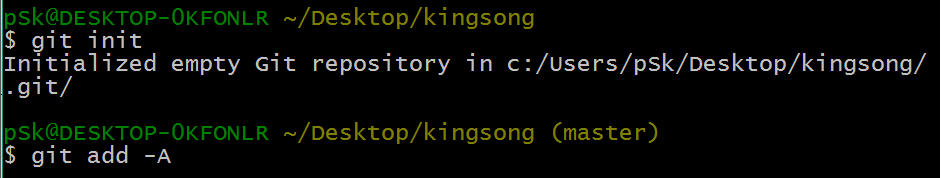 pSk@DESKTOP-0KFONLR ~/Desktop/kingsong
$ git init
Initialized empty Git repository in c:/Users/pSk/Desktop/kingsong/
.git/
pSk@DESKTOP-0KFONLR ~/Desktop/kingsong (master)
$ git add -A